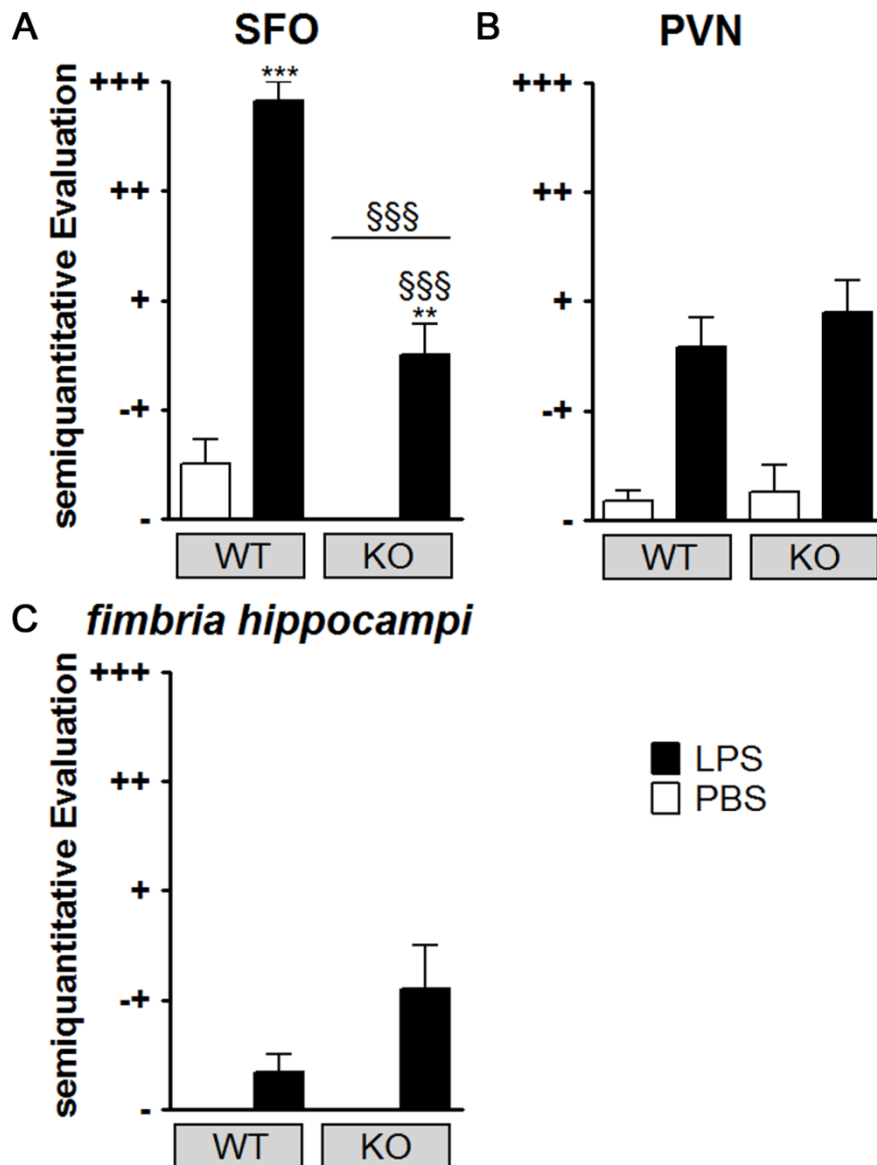 A SFO
semiquantitative Evaluation
+++
++
+
-+
-
***
§§§
§§§
**
WT KO
B PVN
+++
++
+
-+
-
WT KO
C fimbria hippocampi
semiquantitative Evaluation
+++
++
+
-+
-
WT KO
LPS
PBS